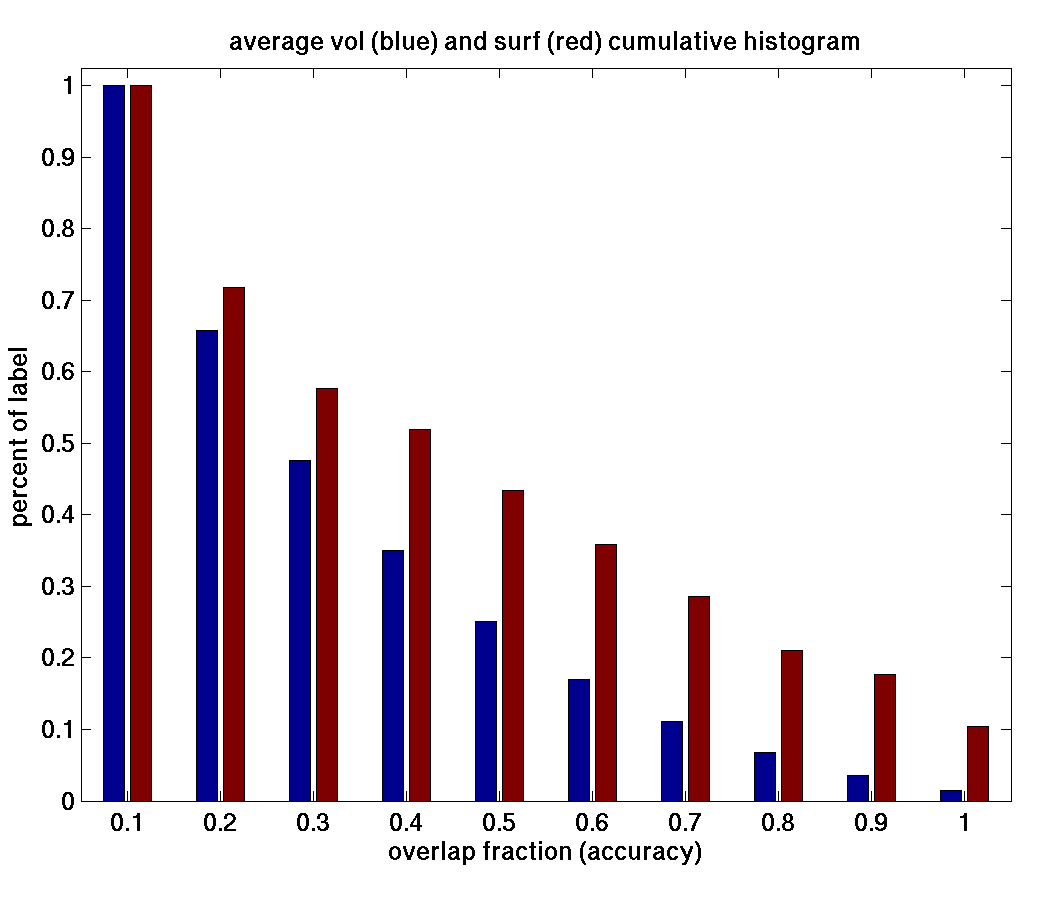 average vol (blue) and surf (red) cumulative histogram
1
0.9
0.8
0.7
0.6
0.5
0.4
0.3
0.2
0.1
0
percent of label
0.1 0.2 0.3 0.4 0.5 0.6 0.7 0.8 0.9 1
overlap fraction (accuracy)